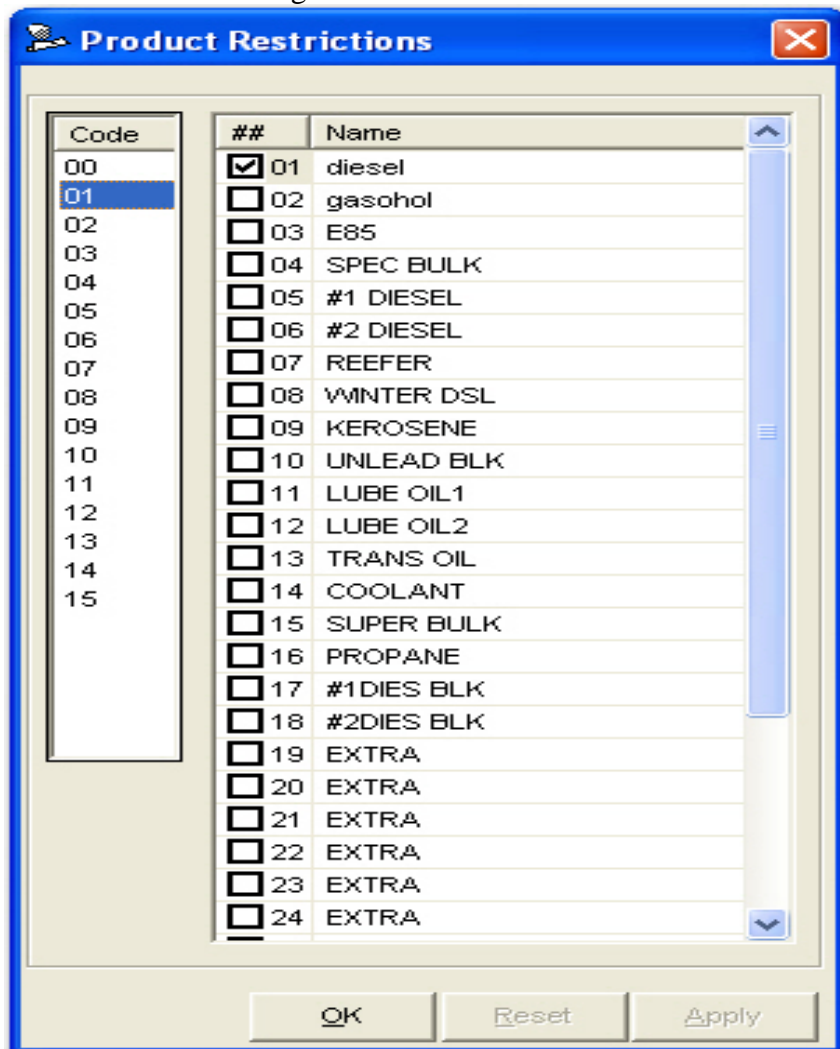 Product Restrictions
Code
00
01
02
03
04
05
06
07
08
09
10
11
12
13
14
15
## Name
01 diesel
02 gasohol
03 E85
04 SPEC BULK
05 #1 DIESEL
06 #2 DIESEL
07 REEFER
08 WINTER DSL
09 KEROSENE
10 UNLEAD BLK
11 LUBE OIL1
12 LUBE OIL2
13 TRANS OIL
14 COOLANT
15 SUPER BULK
16 PROPANE
17 #1DIES BLK
18 #2DIES BLK
19 EXTRA
20 EXTRA
21 EXTRA
22 EXTRA
23 EXTRA
24 EXTRA
OK Reset Apply